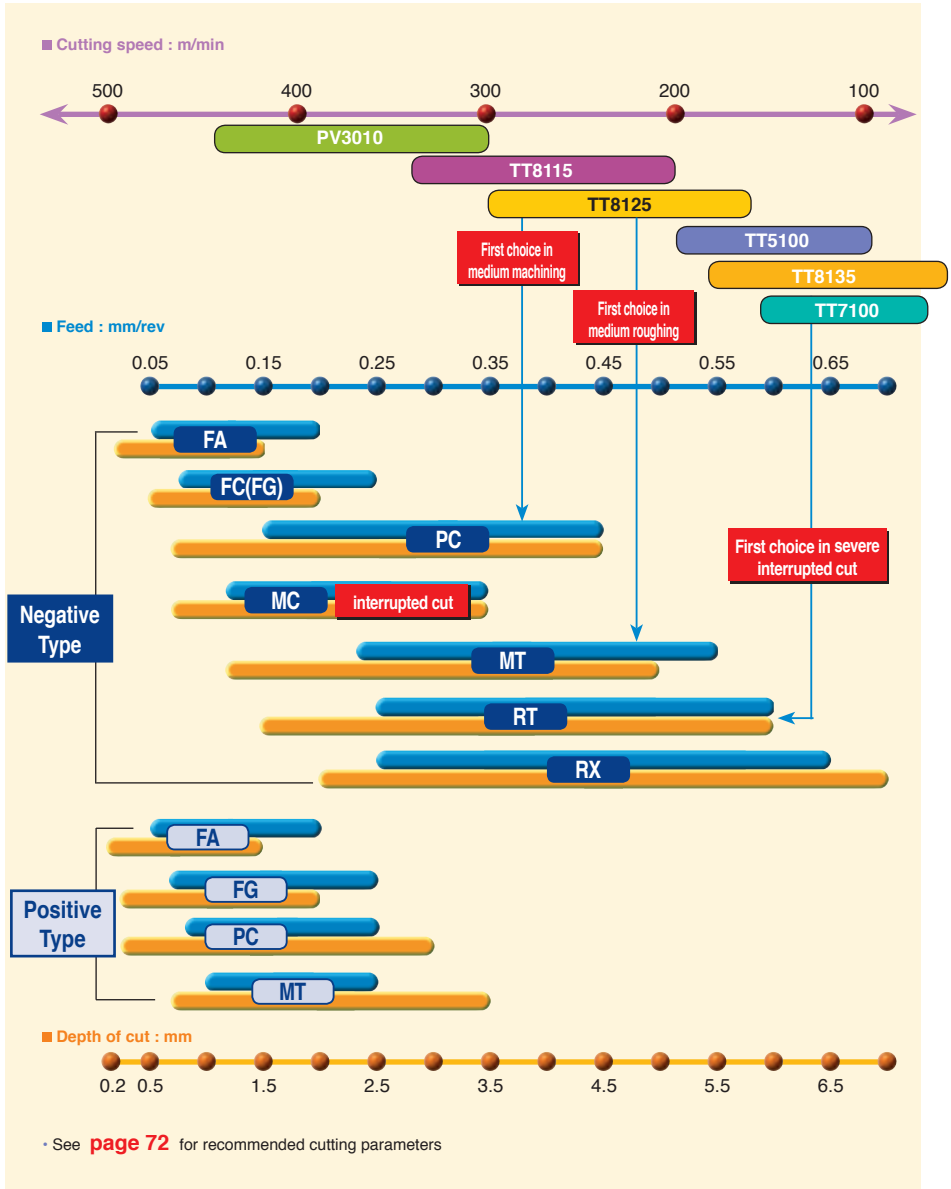 ■ Cutting speed : m/min
500 400 300 200 100
PV3010
TT8115
TT8125
TT5100
TT8135
TT7100
First choice in
medium machining
First choice in
medium roughing
■ Feed : mm/rev
0.05 0.15 0.25 0.35 0.45 0.55 0.65
FA
FC(FG)
PC
First choice in severe
interrupted cut
MC
interrupted cut
Negative
Type
MT
RT
RX
FA
FG
Positive
Type
PC
MT
■ Depth of cut : mm
0.2 0.5 1.5 2.5 3.5 4.5 5.5 6.5
• See page 72 for recommended cutting parameters